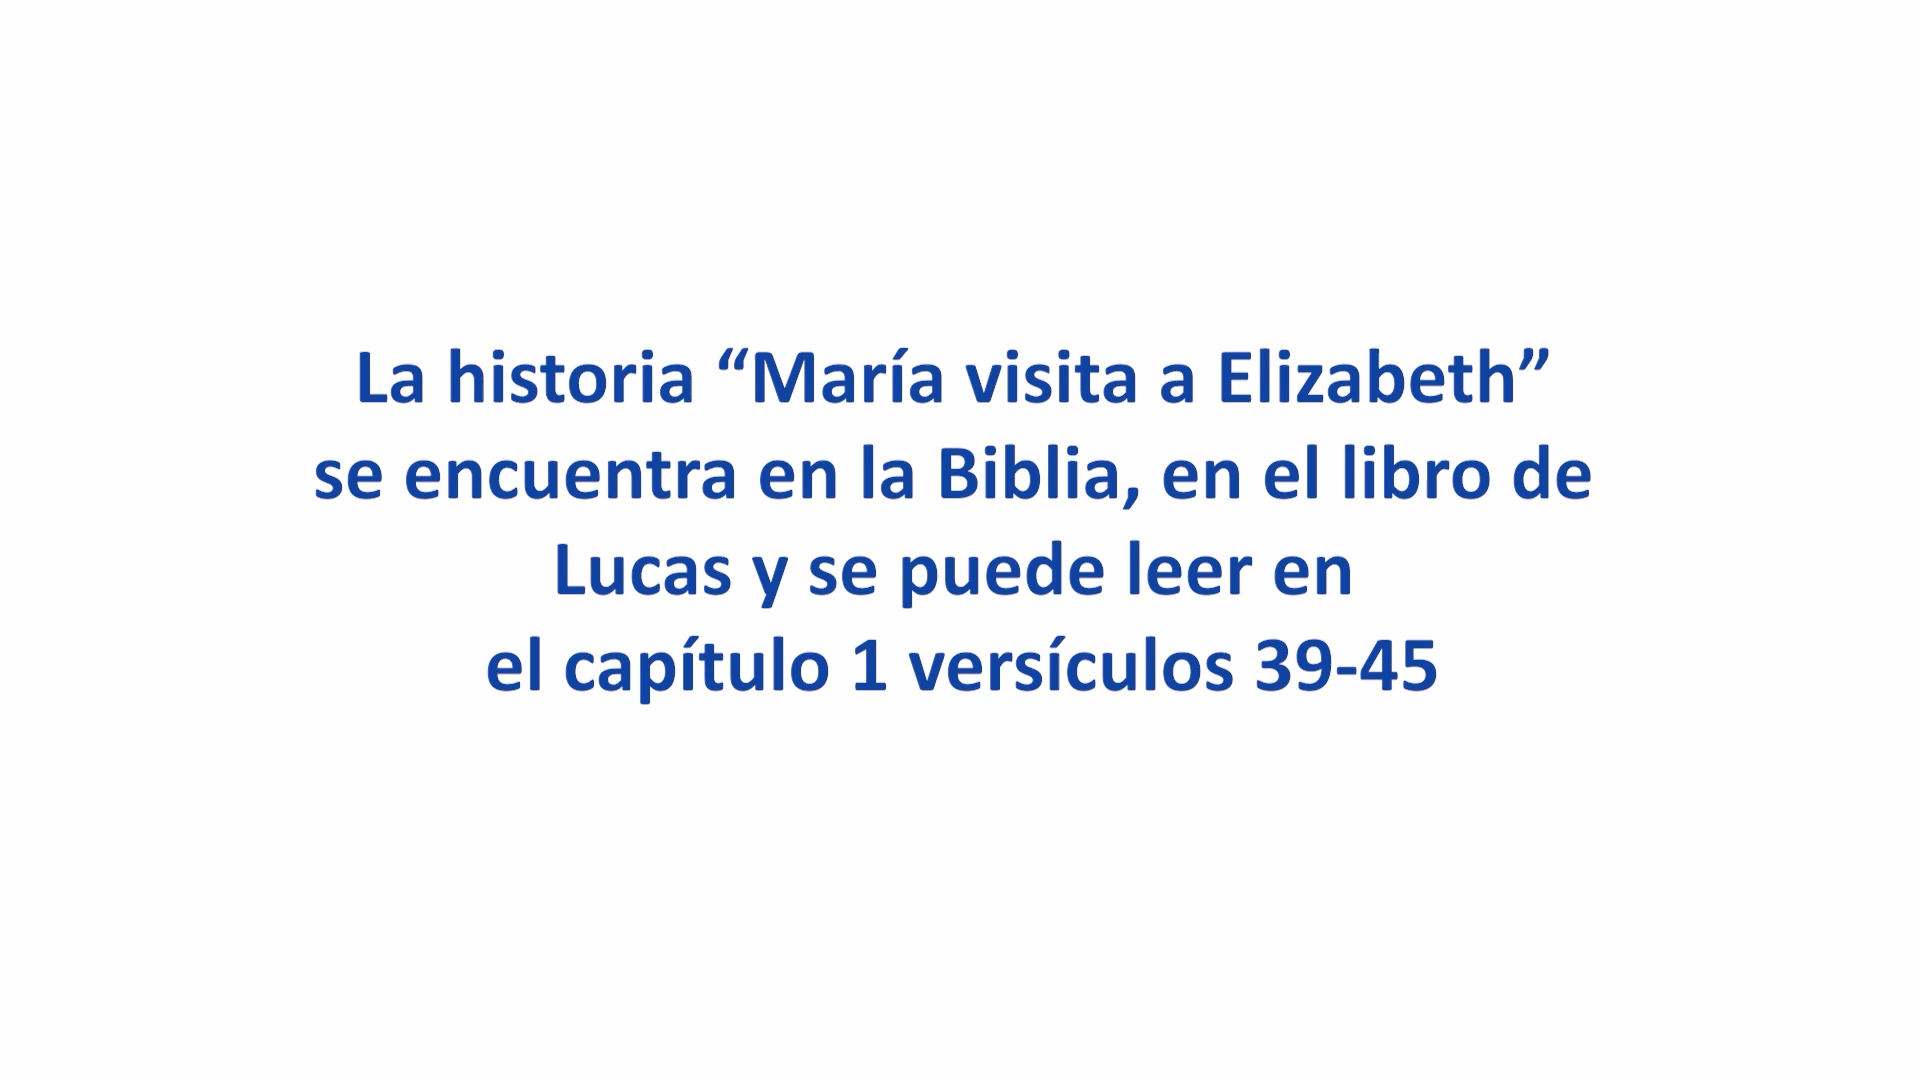 La historia “María visita a Elizabeth”
se encuentra en la Biblia, en el libro de
Lucas y se puede leer en
el capítulo 1 versículos 39-45